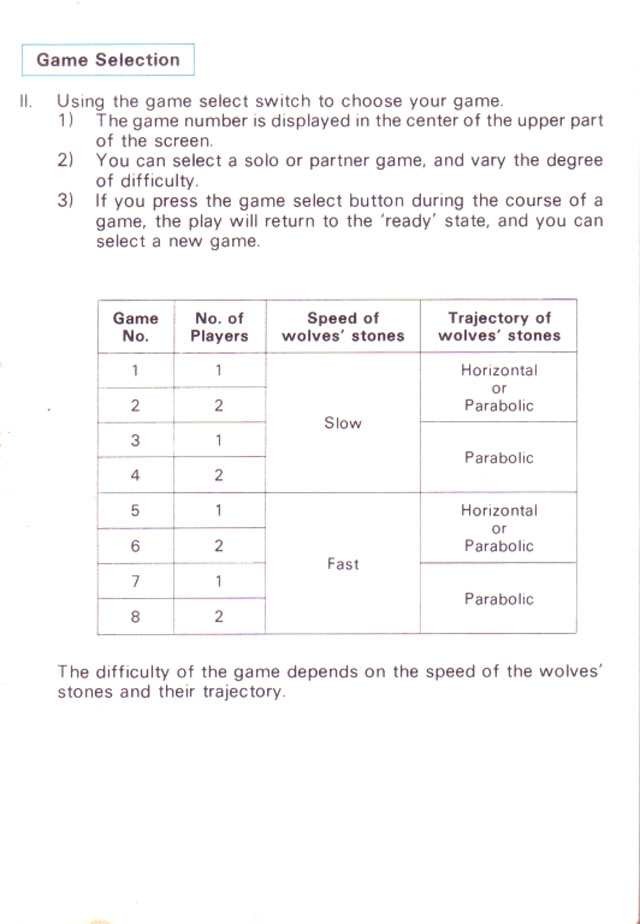 Game Selection
II. Using the game select switch to choose your game.
1) The game number is displayed in the center of the upper part
of the screen.
2) You can select a solo or partner game, and vary the degree
of difficulty.
3) If you press the game select button during the course of a
game, the play will return to the 'ready' state, and you can
select a new game.
Game No. of Speed of Trajectory of
No. Players wolves' stones wolves' stones
1 1 Horizontal
or
2 2 Parabolic
Slow
3 1
Parabolic
4 2
5 1 Horizontal
or
6 2 Parabolic
Fast
7 1
Parabolic
8 2
The difficulty of the game depends on the speed of the wolves'
stones and their trajectory.